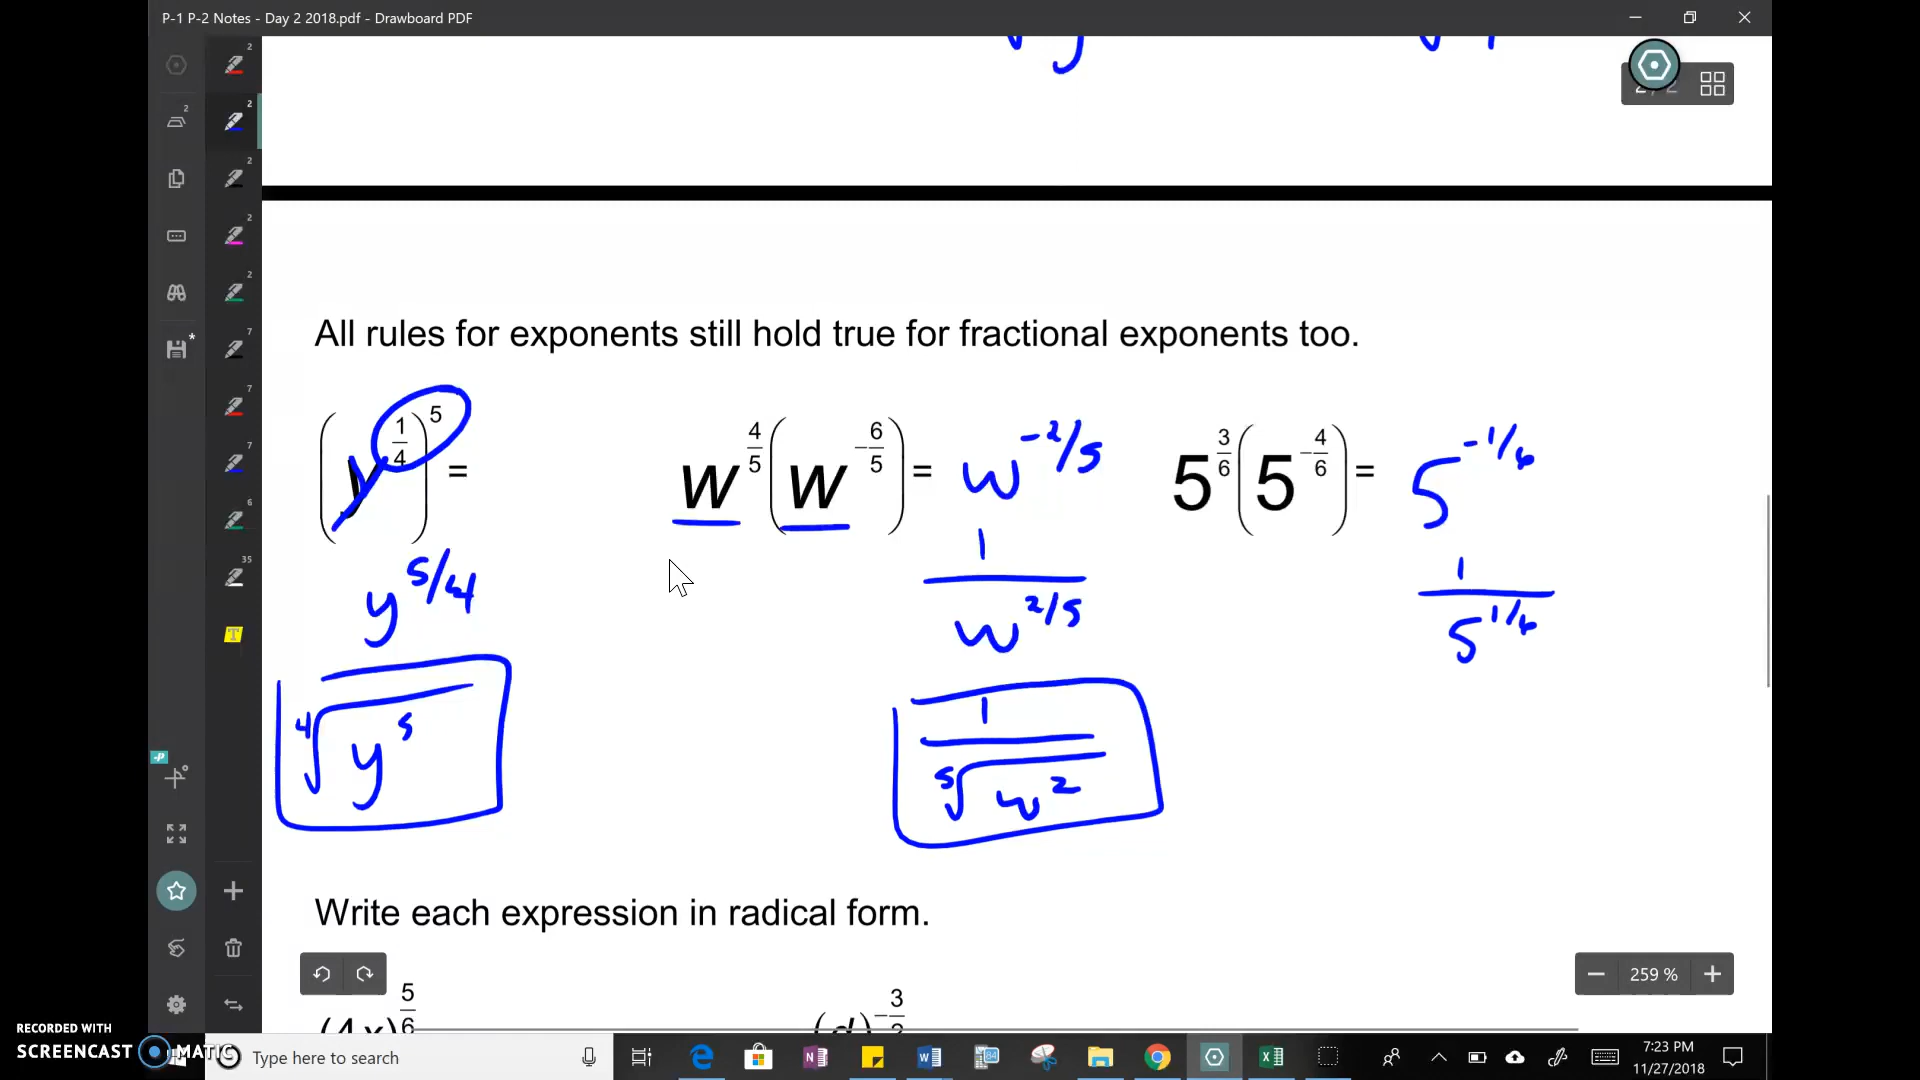 P-1 P-2 Notes - Day 2 2018.pdf - Drawboard PDF
All rules for exponents still hold true for fractional exponents too.
(y^{1/4})^5 =
w^{4/5}(w^{-6/5}) = w^{-2/5}
5^{3/6}(5^{-4/6}) = 5^{-1/6}
y^{5/4}
1/w^{2/5}
1/5^{1/6}
⁴√y^5
1/⁵√w^2
Write each expression in radical form.
259 %
RECORDED WITH
SCREENCAST MATIC
Type here to search
7:23 PM
11/27/2018